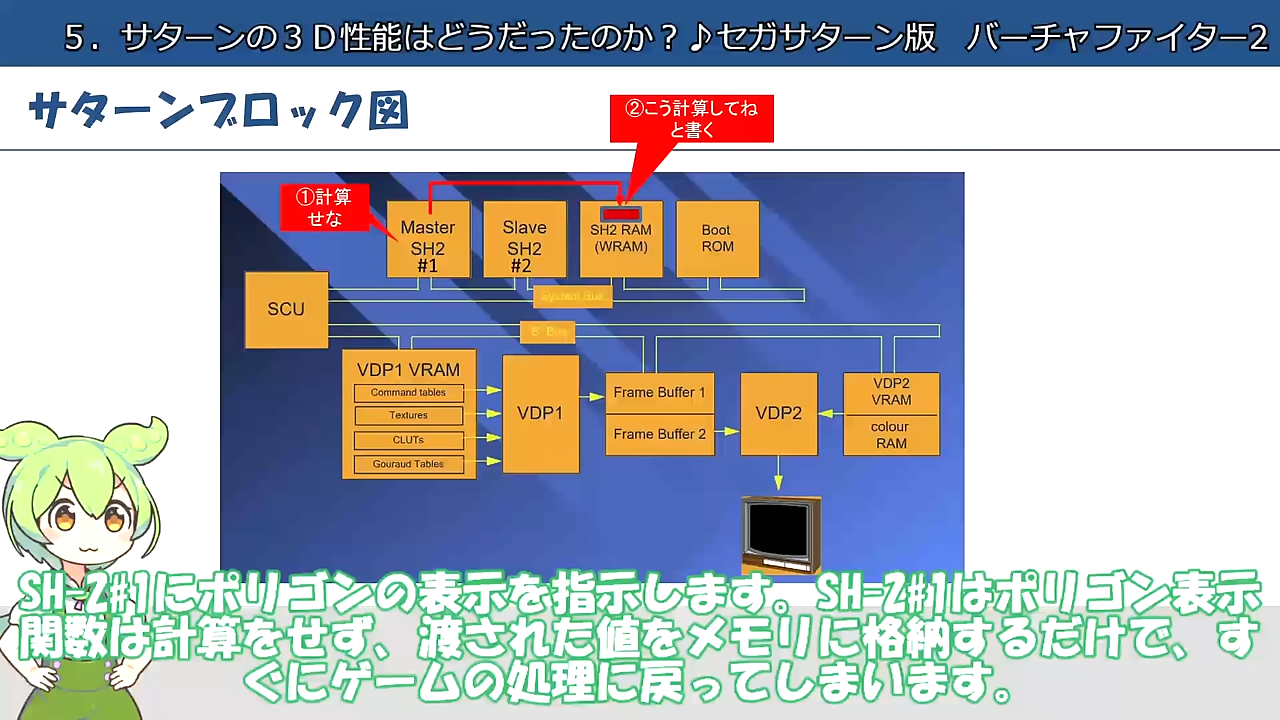 5．サターンの３Ｄ性能はどうだったのか？♪セガサターン版　バーチャファイター2
サターンブロック図
②こう計算してね
と書く
①計算
せな
Master
SH2
#1
Slave
SH2
#2
SH2 RAM
(WRAM)
Boot
ROM
System Bus
SCU
B' Bus
VDP1 VRAM
Command tables
Textures
CLUTs
Gouraud Tables
VDP1
Frame Buffer 1
Frame Buffer 2
VDP2
VDP2
VRAM
colour
RAM
SH-2#1にポリゴンの表示を指示します。SH-2#1はポリゴン表示
関数は計算をせず、渡された値をメモリに格納するだけで、す
ぐにゲームの処理に戻ってしまいます。